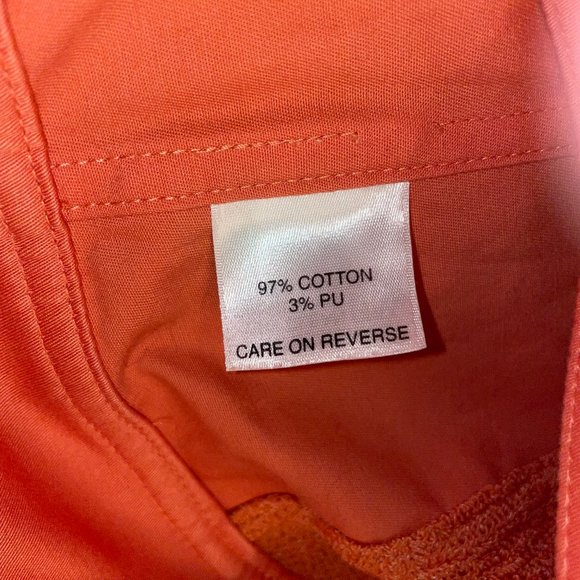 97% COTTON
3% PU
CARE ON REVERSE